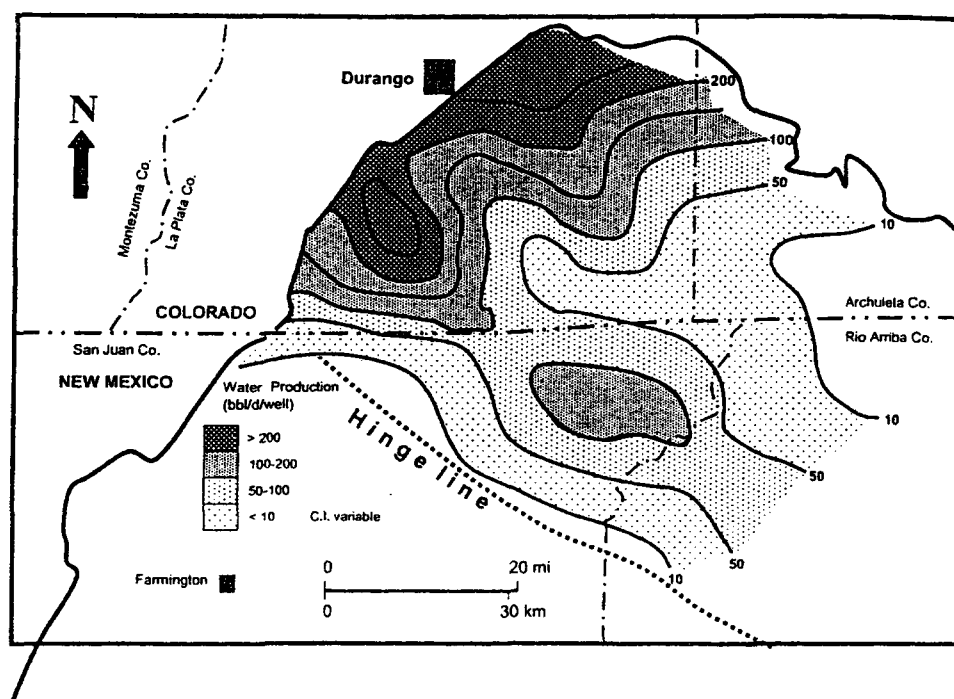 Durango
N
200
100
50
10
Montezuma Co.
La Plata Co.
COLORADO
Archuleta Co.
San Juan Co.
Rio Arriba Co.
NEW MEXICO
Water Production
(bbl/d/well)
> 200
100-200
50-100
< 10
C.I. variable
Hinge line
10
50
50
10
Farmington
0 20 mi
0 30 km